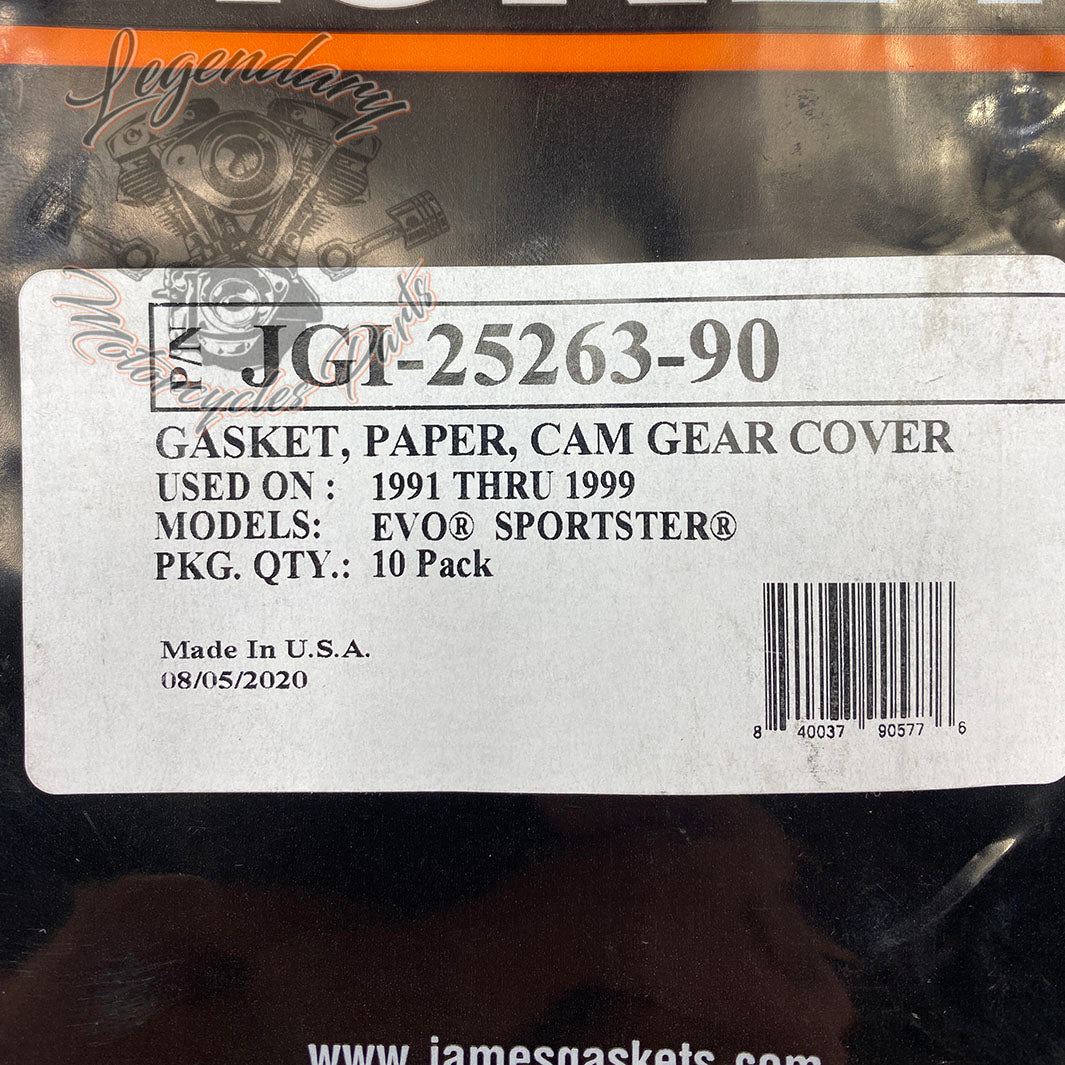 Legendary
Motorcycles Parts
P/N JGI-25263-90
GASKET, PAPER, CAM GEAR COVER
USED ON : 1991 THRU 1999
MODELS: EVO® SPORTSTER®
PKG. QTY.: 10 Pack
Made In U.S.A.
08/05/2020
8 40037 90577 6
www.jamesgaskets.com